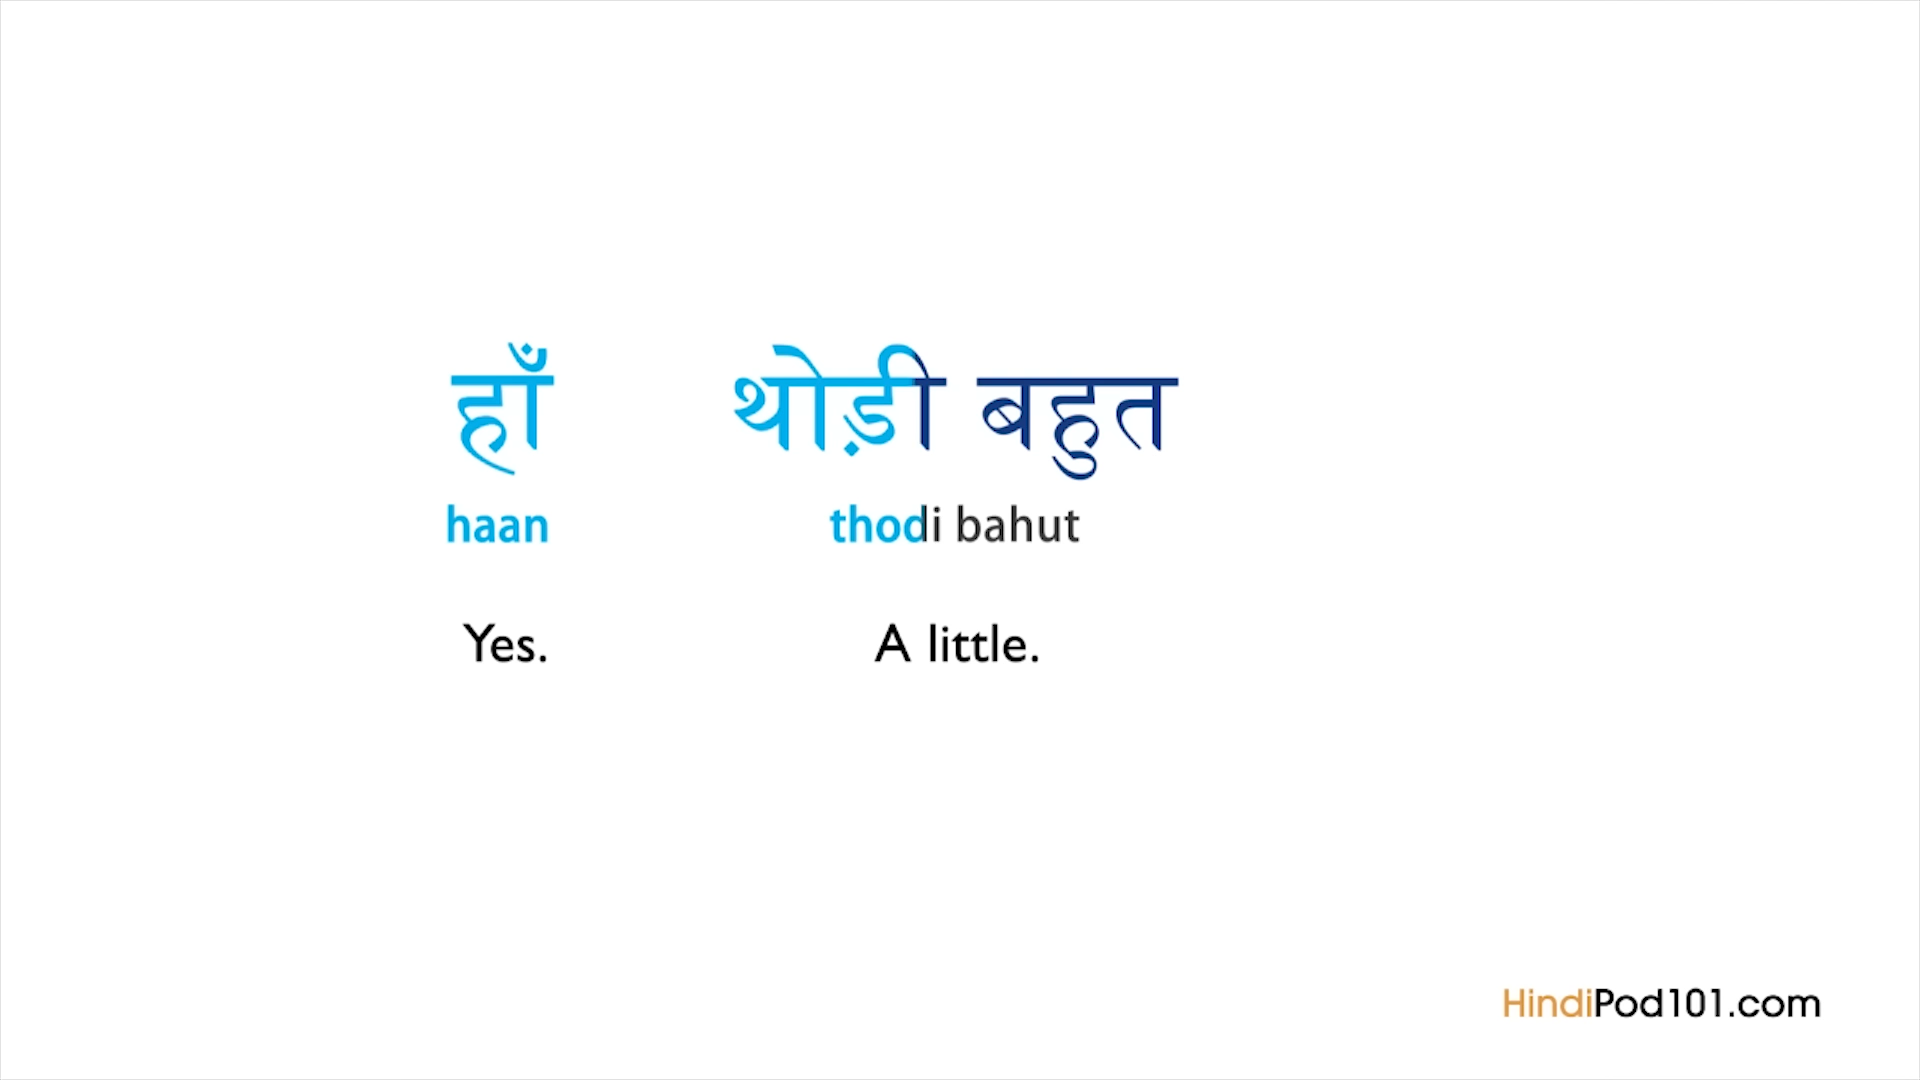 हाँ थोड़ी बहुत
haan thodi bahut
Yes. A little.
HindiPod101.com